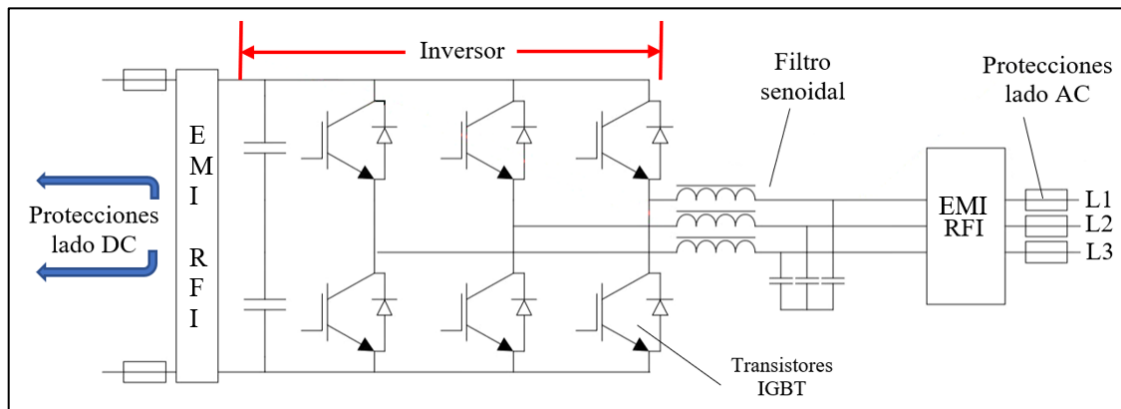 Inversor
Filtro
senoidal
Protecciones
lado AC
E
M
I
R
F
I
Protecciones
lado DC
EMI
RFI
L1
L2
L3
Transistores
IGBT